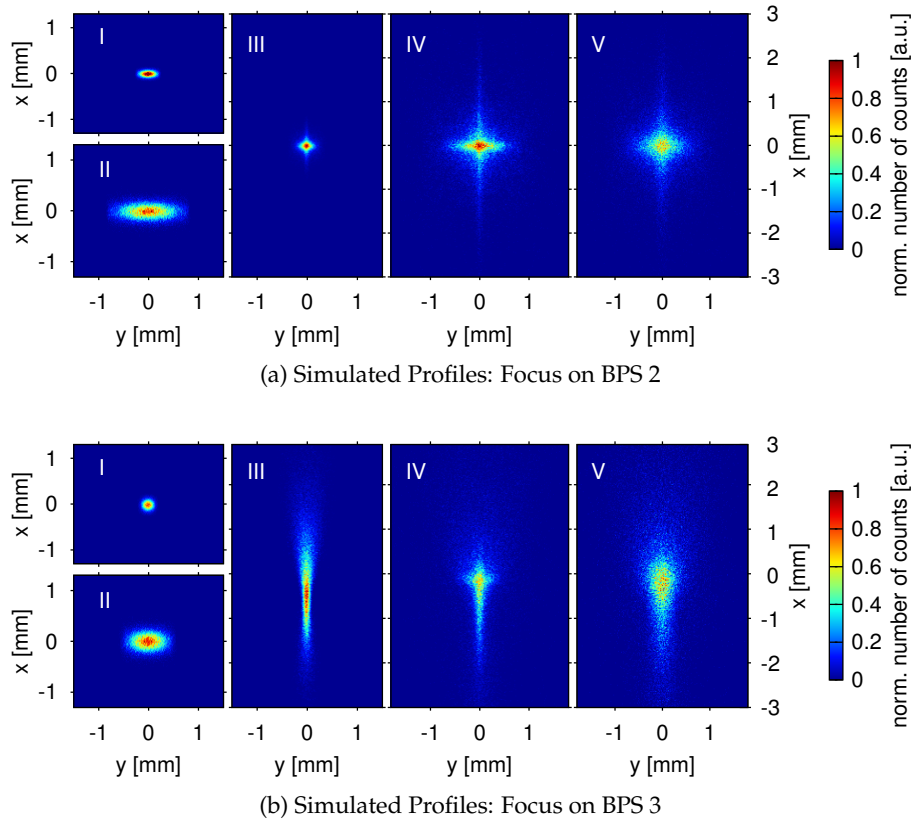 I
II
III
IV
V
x [mm]
1
0
-1
x [mm]
1
0
-1
3
2
1
0
-1
-2
-3
x [mm]
-1 0 1
-1 0 1
-1 0 1
-1 0 1
y [mm]
y [mm]
y [mm]
y [mm]
1
0.8
0.6
0.4
0.2
0
norm. number of counts [a.u.]
(a) Simulated Profiles: Focus on BPS 2
I
II
III
IV
V
x [mm]
1
0
-1
x [mm]
1
0
-1
3
2
1
0
-1
-2
-3
x [mm]
-1 0 1
-1 0 1
-1 0 1
-1 0 1
y [mm]
y [mm]
y [mm]
y [mm]
1
0.8
0.6
0.4
0.2
0
norm. number of counts [a.u.]
(b) Simulated Profiles: Focus on BPS 3